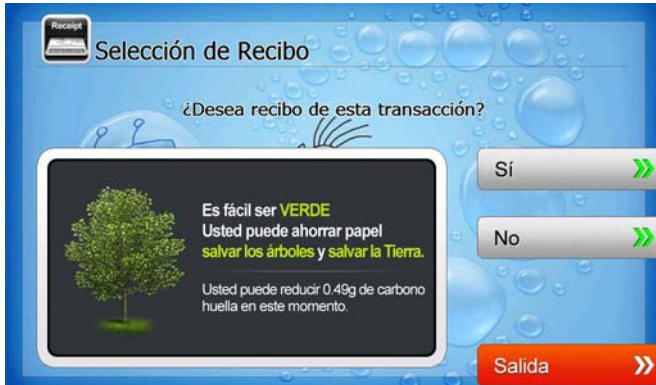 Receipt
Selección de Recibo
¿Desea recibo de esta transacción?
Es fácil ser VERDE
Usted puede ahorrar papel
salvar los árboles y salvar la Tierra.
Usted puede reducir 0.49g de carbono
huella en este momento.
Sí
No
Salida